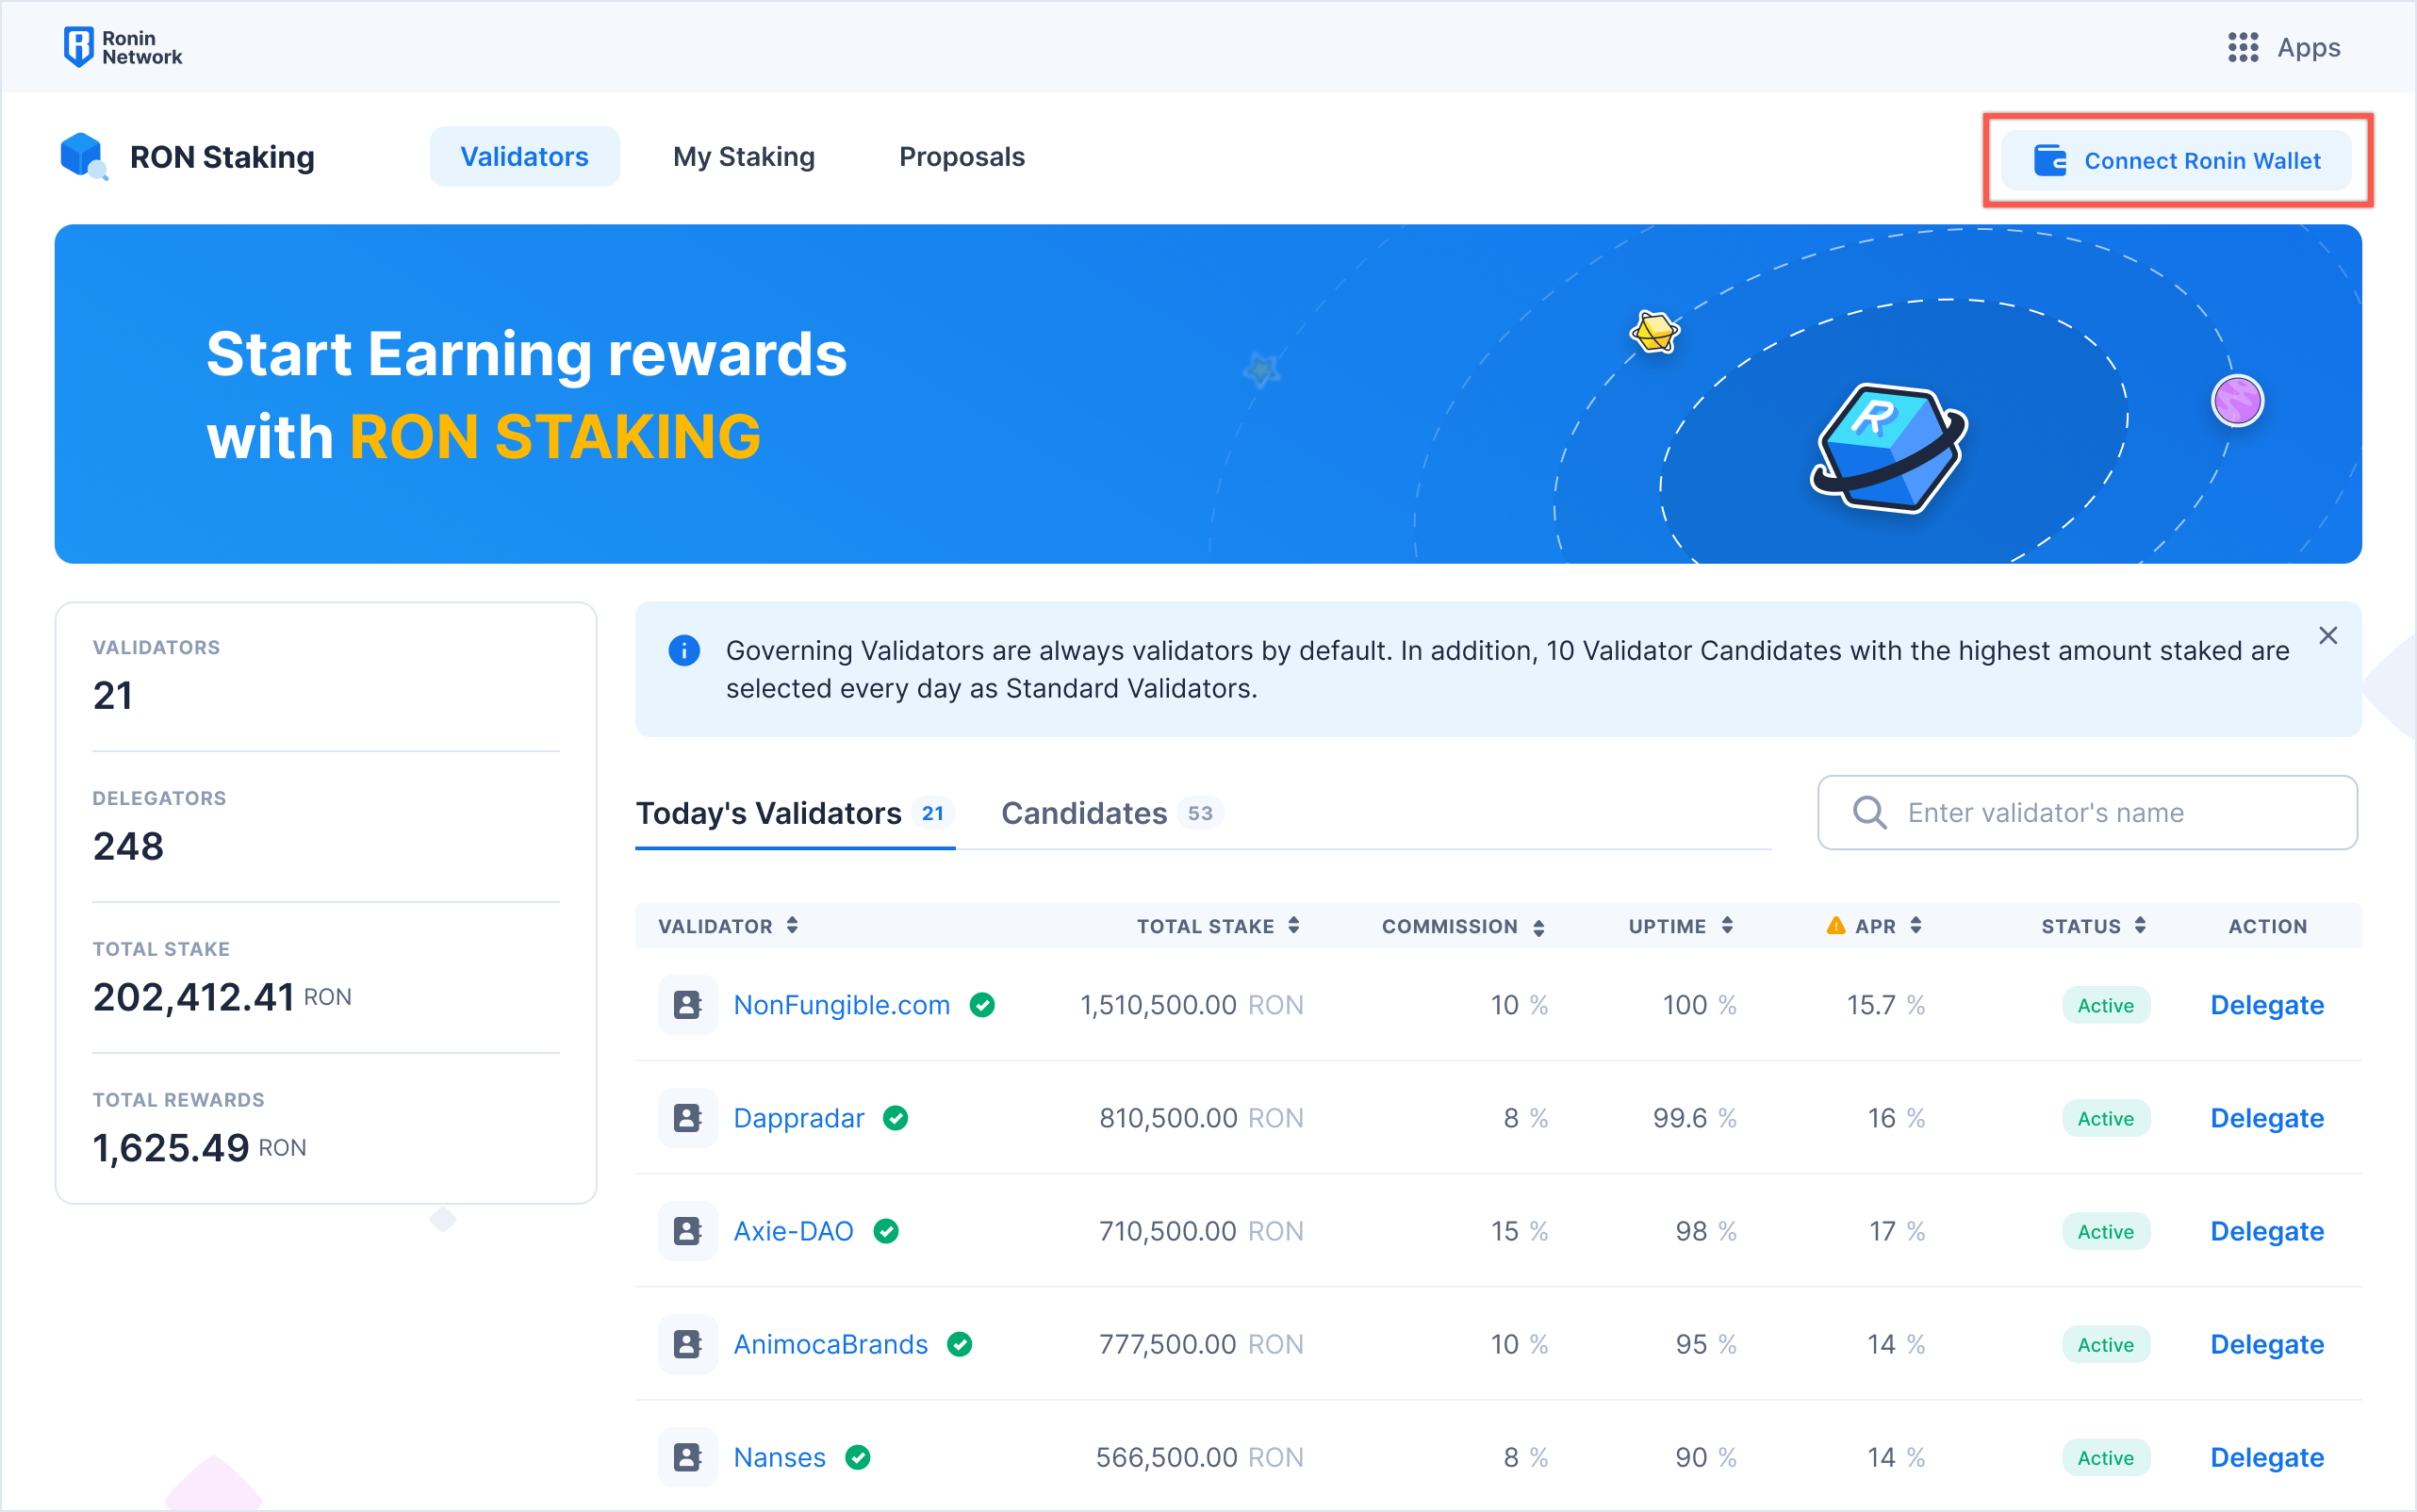 Ronin
Network
Apps
RON Staking
Validators
My Staking
Proposals
Connect Ronin Wallet
Start Earning rewards
with RON STAKING
R
VALIDATORS
21
DELEGATORS
248
TOTAL STAKE
202,412.41 RON
TOTAL REWARDS
1,625.49 RON
Governing Validators are always validators by default. In addition, 10 Validator Candidates with the highest amount staked are
selected every day as Standard Validators.
Today's Validators 21
Candidates 53
Enter validator's name
VALIDATOR TOTAL STAKE COMMISSION UPTIME APR STATUS ACTION
NonFungible.com 1,510,500.00 RON 10 % 100 % 15.7 % Active Delegate
Dappradar 810,500.00 RON 8 % 99.6 % 16 % Active Delegate
Axie-DAO 710,500.00 RON 15 % 98 % 17 % Active Delegate
AnimocaBrands 777,500.00 RON 10 % 95 % 14 % Active Delegate
Nanses 566,500.00 RON 8 % 90 % 14 % Active Delegate